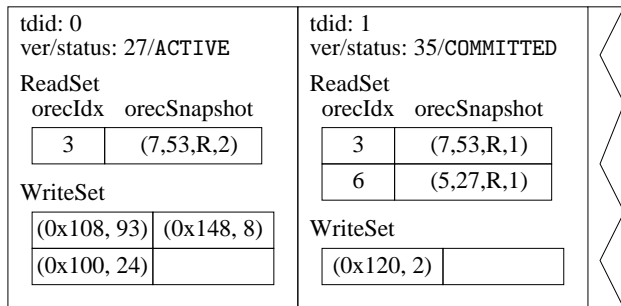 tdid: 0
ver/status: 27/ACTIVE
ReadSet
orecIdx orecSnapshot
3 (7,53,R,2)
WriteSet
(0x108, 93) (0x148, 8)
(0x100, 24)
tdid: 1
ver/status: 35/COMMITTED
ReadSet
orecIdx orecSnapshot
3 (7,53,R,1)
6 (5,27,R,1)
WriteSet
(0x120, 2)